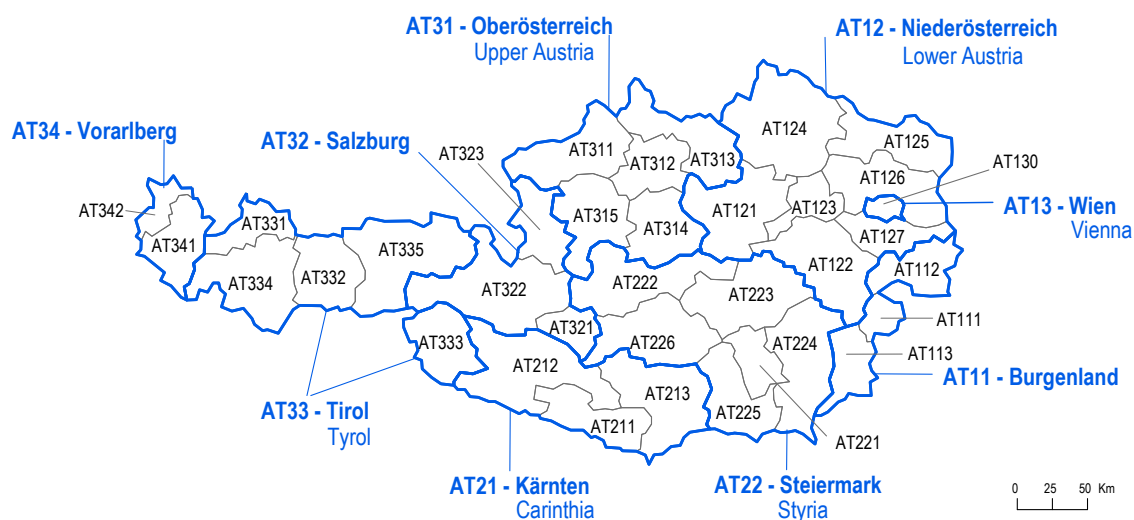 AT31 - Oberösterreich
Upper Austria
AT12 - Niederösterreich
Lower Austria
AT34 - Vorarlberg
AT32 - Salzburg
AT323
AT311
AT312
AT313
AT124
AT125
AT130
AT126
AT342
AT341
AT331
AT335
AT334
AT332
AT315
AT314
AT121
AT123
AT13 - Wien
Vienna
AT127
AT122
AT112
AT322
AT222
AT223
AT321
AT333
AT226
AT224
AT111
AT113
AT212
AT213
AT11 - Burgenland
AT33 - Tirol
Tyrol
AT211
AT225
AT221
AT21 - Kärnten
Carinthia
AT22 - Steiermark
Styria
0 25 50 Km